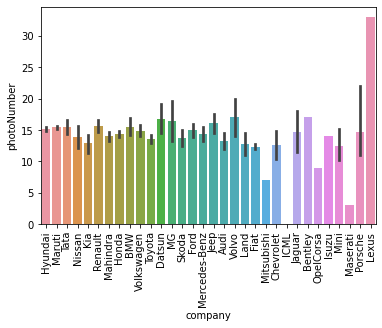 photoNumber
30
25
20
15
10
5
0
Hyundai
Maruti
Tata
Nissan
Kia
Renault
Mahindra
Honda
BMW
Volkswagen
Toyota
Datsun
MG
Skoda
Ford
Mercedes-Benz
Jeep
Audi
Volvo
Land
Fiat
Mitsubishi
Chevrolet
ICML
Jaguar
Bentley
OpelCorsa
Isuzu
Mini
Maserati
Porsche
Lexus
company